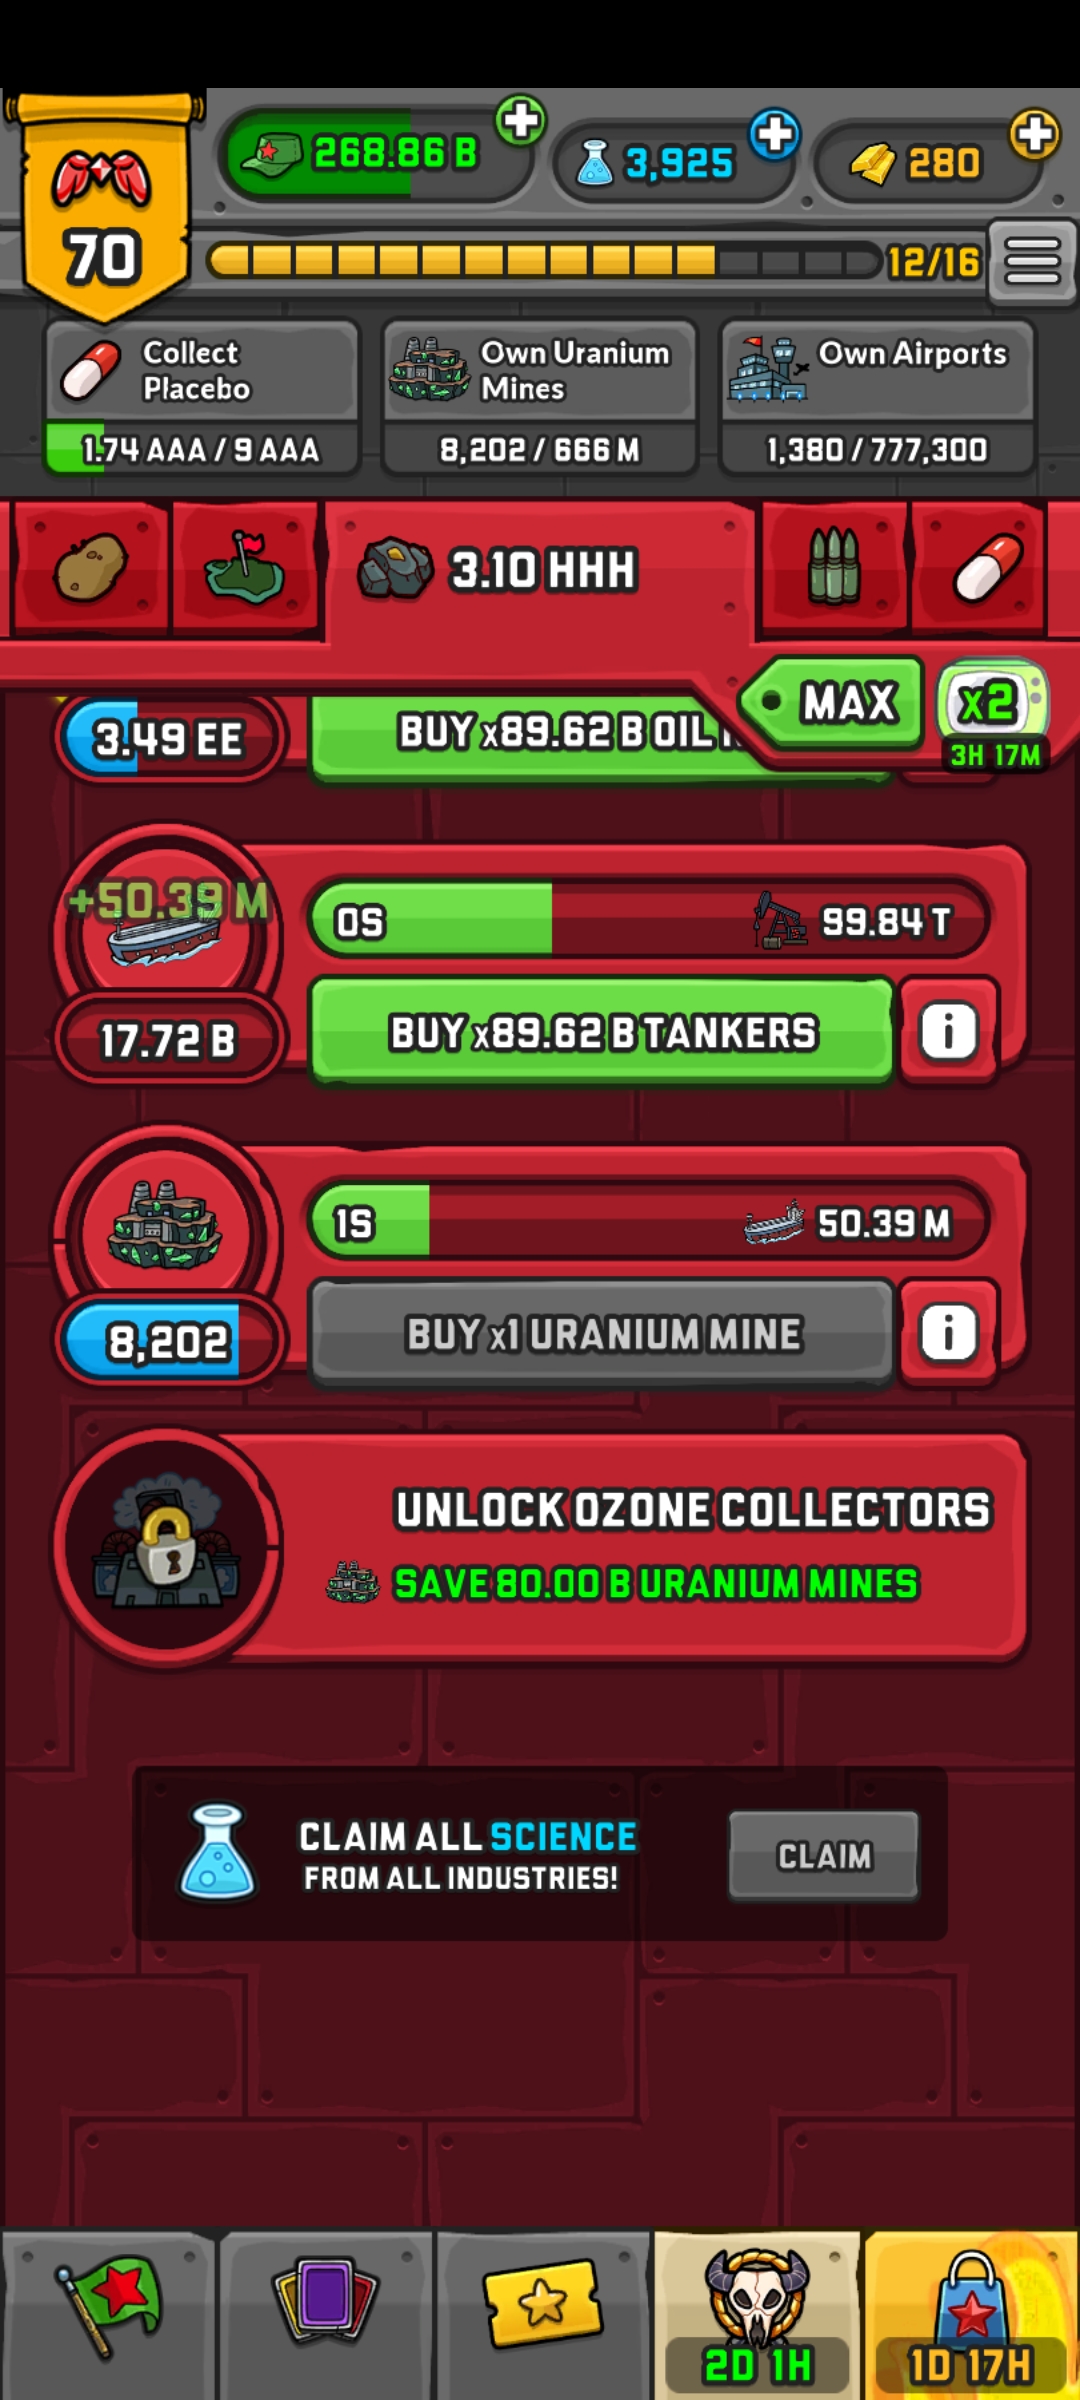 268.86 B
3,925
280
70
12/16
Collect
Placebo
1.74 AAA / 9 AAA
Own Uranium
Mines
8,202 / 666 M
Own Airports
1,380 / 777,300
3.10 HHH
MAX
x2
3H 17M
3.49 EE
BUY x89.62 B OIL
+50.39 M
0S
99.84 T
17.72 B
BUY x89.62 B TANKERS
i
1S
50.39 M
8,202
BUY x1 URANIUM MINE
i
UNLOCK OZONE COLLECTORS
SAVE 80.00 B URANIUM MINES
CLAIM ALL SCIENCE
FROM ALL INDUSTRIES!
CLAIM
2D 1H
1D 17H